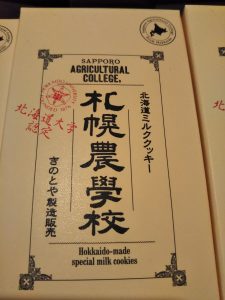 SAPPORO
AGRICULTURAL
COLLEGE.
北海道ミルククッキー
札幌農學校
北海道大学
認定
きのとや製造販売
Hokkaido-made
special milk cookies